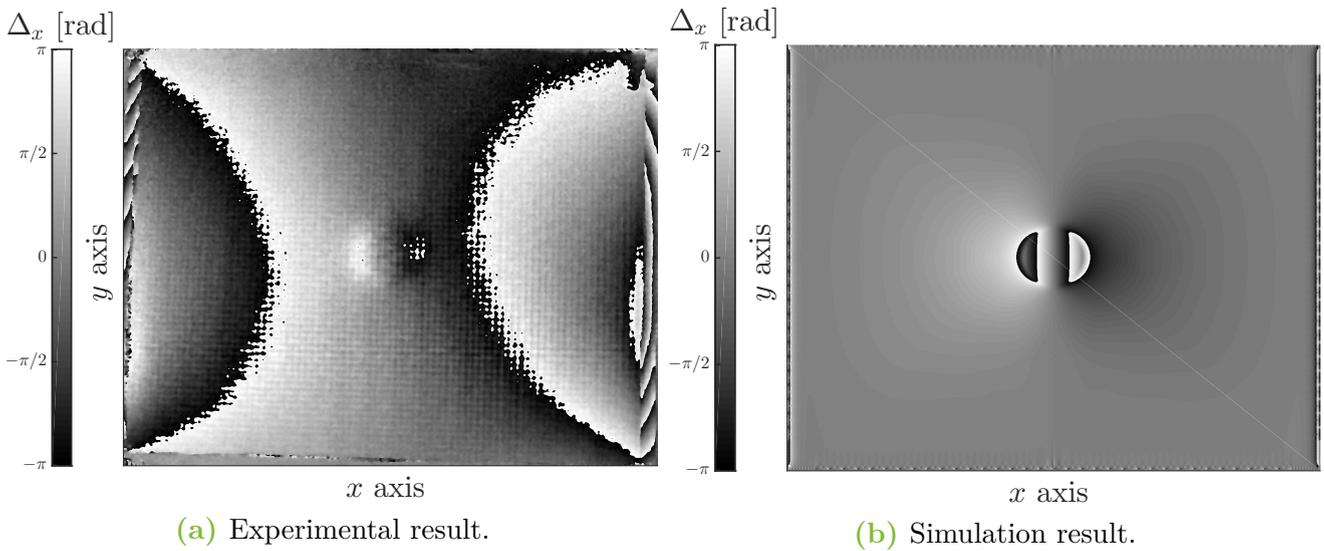 Δx [rad]
π
π/2
0
−π/2
−π
y axis
x axis
(a) Experimental result.
Δx [rad]
π
π/2
0
−π/2
−π
y axis
x axis
(b) Simulation result.